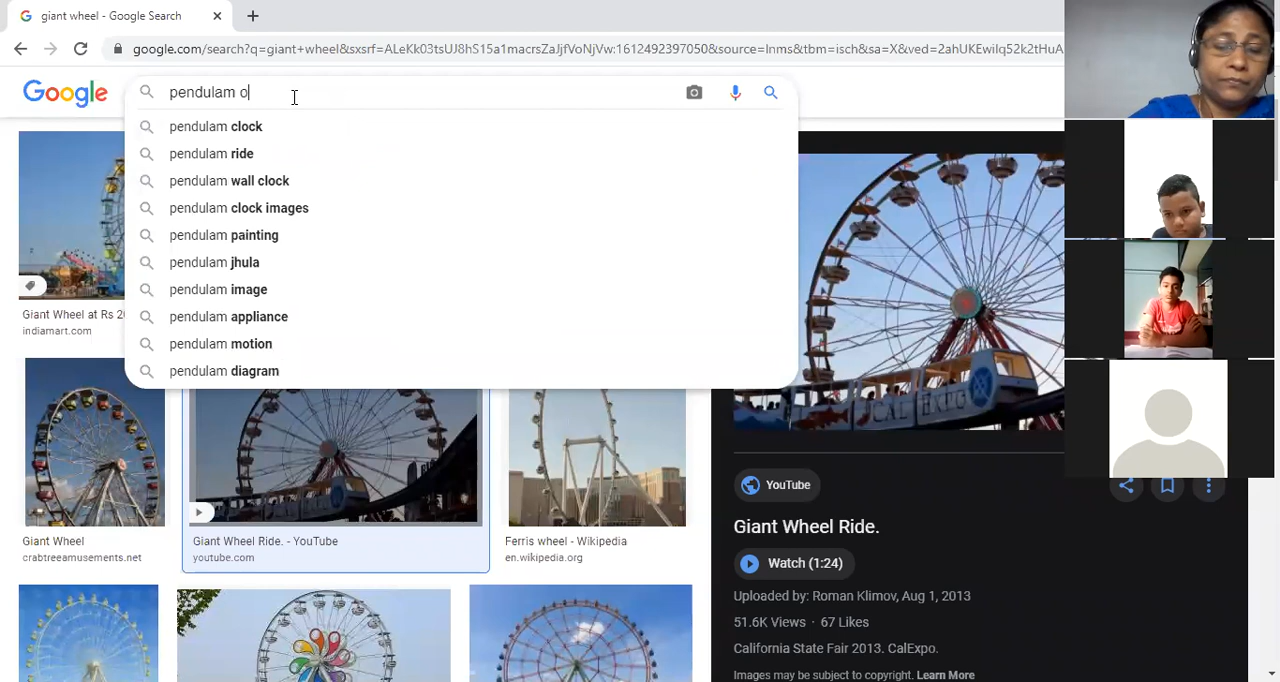 giant wheel - Google Search
google.com/search?q=giant+wheel&sxsrf=ALeKk03tsUJ8hS15a1macrsZaJjfVoNjVw:1612492397050&source=lnms&tbm=isch&sa=X&ved=2ahUKEwilq52k2tHuA
Google
pendulam o
pendulam clock
pendulam ride
pendulam wall clock
pendulam clock images
pendulam painting
pendulam jhula
pendulam image
pendulam appliance
pendulam motion
pendulam diagram
Giant Wheel at Rs 2
indiamart.com
CAL EXPO
Giant Wheel
crabtreeamusements.net
Giant Wheel Ride. - YouTube
youtube.com
Ferris wheel - Wikipedia
en.wikipedia.org
YouTube
Giant Wheel Ride.
Watch (1:24)
Uploaded by: Roman Klimov, Aug 1, 2013
51.6K Views · 67 Likes
California State Fair 2013. CalExpo.
Images may be subject to copyright. Learn More